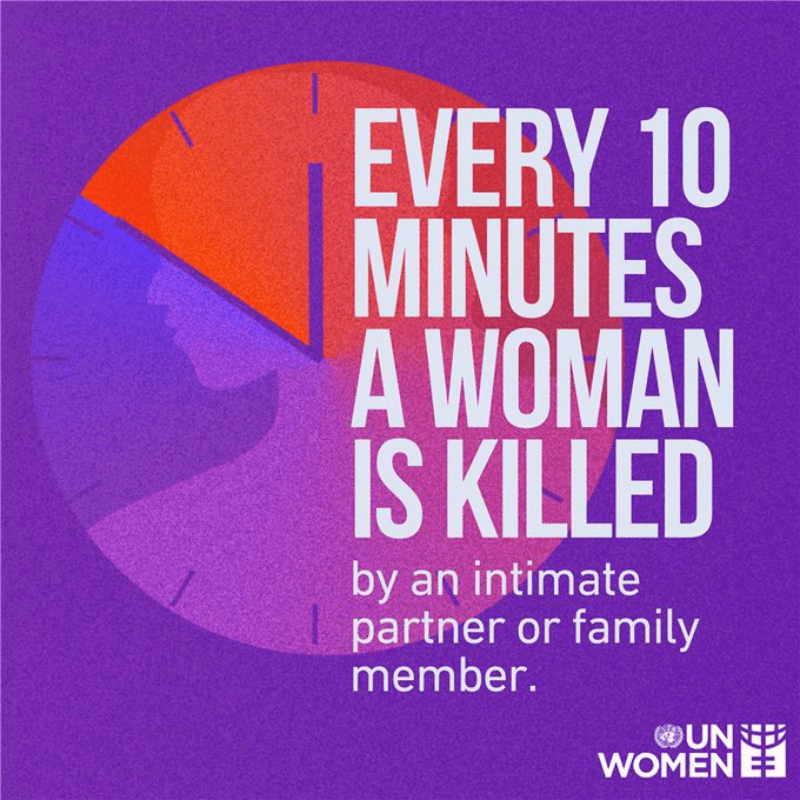 EVERY 10
MINUTES
A WOMAN
IS KILLED
by an intimate
partner or family
member.
UN
WOMEN